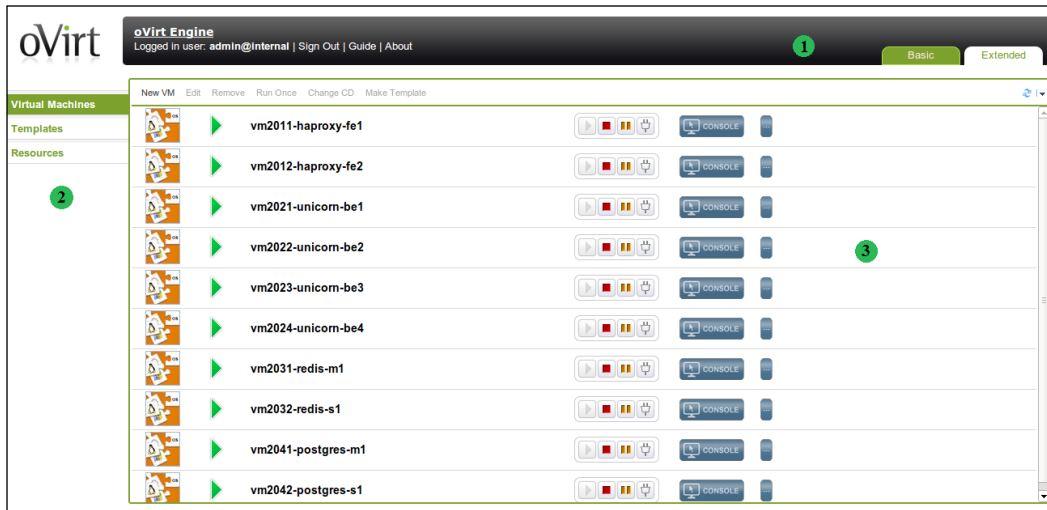 oVirt
oVirt Engine
Logged in user: admin@internal | Sign Out | Guide | About
1
Basic
Extended
New VM Edit Remove Run Once Change CD Make Template
Virtual Machines
Templates
Resources
2
vm2011-haproxy-fe1 CONSOLE
vm2012-haproxy-fe2 CONSOLE
vm2021-unicorn-be1 CONSOLE
vm2022-unicorn-be2 CONSOLE
3
vm2023-unicorn-be3 CONSOLE
vm2024-unicorn-be4 CONSOLE
vm2031-redis-m1 CONSOLE
vm2032-redis-s1 CONSOLE
vm2041-postgres-m1 CONSOLE
vm2042-postgres-s1 CONSOLE